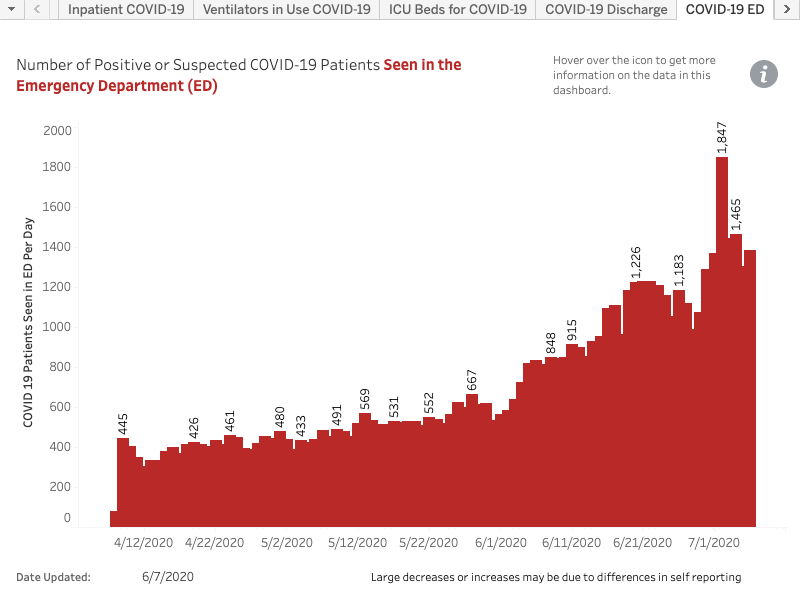 Inpatient COVID-19 Ventilators in Use COVID-19 ICU Beds for COVID-19 COVID-19 Discharge COVID-19 ED
Number of Positive or Suspected COVID-19 Patients Seen in the
Emergency Department (ED)
Hover over the icon to get more
information on the data in this
dashboard.
i
COVID 19 Patients Seen in ED Per Day
2000
1800
1600
1400
1200
1000
800
600
400
200
0
445
426
461
480
433
491
569
531
552
667
848
915
1,226
1,183
1,847
1,465
4/12/2020 4/22/2020 5/2/2020 5/12/2020 5/22/2020 6/1/2020 6/11/2020 6/21/2020 7/1/2020
Date Updated: 6/7/2020 Large decreases or increases may be due to differences in self reporting